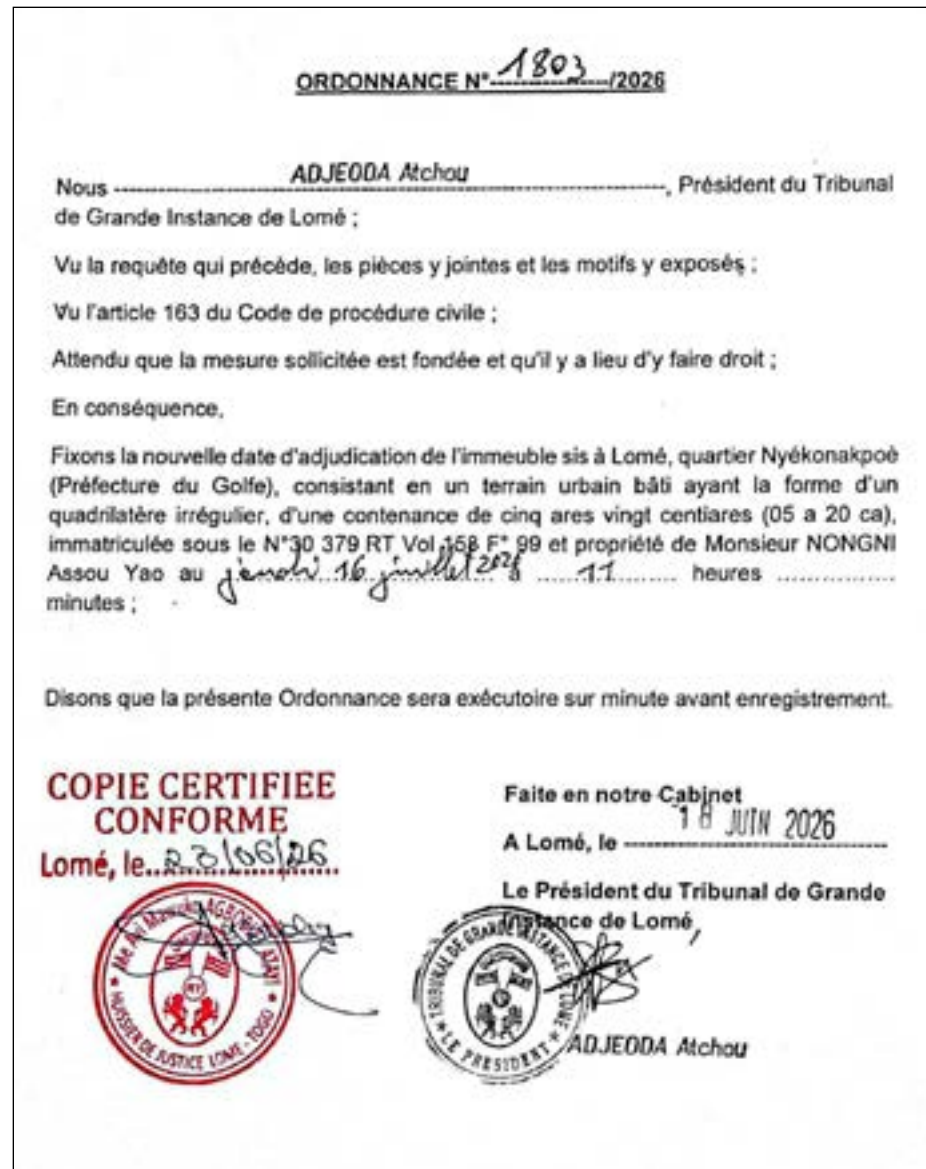 ORDONNANCE N° 1803 /2026
Nous ADJEODA Atchou, Président du Tribunal
de Grande Instance de Lomé ;
Vu la requête qui précède, les pièces y jointes et les motifs y exposés ;
Vu l'article 163 du Code de procédure civile ;
Attendu que la mesure sollicitée est fondée et qu'il y a lieu d'y faire droit ;
En conséquence,
Fixons la nouvelle date d'adjudication de l'immeuble sis à Lomé, quartier Nyékonakpoè
(Préfecture du Golfe), consistant en un terrain urbain bâti ayant la forme d'un
quadrilatère irrégulier, d'une contenance de cinq ares vingt centiares (05 a 20 ca),
immatriculée sous le N°30 379 RT Vol 158 F° 99 et propriété de Monsieur NONGNI
Assou Yao au jeudi 16 juillet 2026 ........11......... heures ................
minutes ;
Disons que la présente Ordonnance sera exécutoire sur minute avant enregistrement.
COPIE CERTIFIEE
CONFORME
Lomé, le..23/06/26
HUISSIER DE JUSTICE LOME - TOGO
Faite en notre Cabinet
A Lomé, le 18 JUIN 2026
Le Président du Tribunal de Grande
Instance de Lomé,
TRIBUNAL DE GRANDE INSTANCE DE LOME
LE PRESIDENT
ADJEODA Atchou